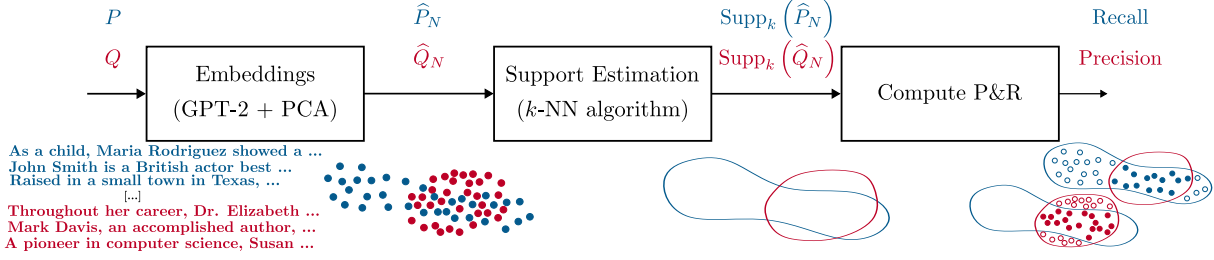 P
Q
Embeddings
(GPT-2 + PCA)
P̂_N
Q̂_N
Support Estimation
(k-NN algorithm)
Supp_k (P̂_N)
Supp_k (Q̂_N)
Compute P&R
Recall
Precision
As a child, Maria Rodriguez showed a ...
John Smith is a British actor best ...
Raised in a small town in Texas, ...
[...]
Throughout her career, Dr. Elizabeth ...
Mark Davis, an accomplished author, ...
A pioneer in computer science, Susan ...